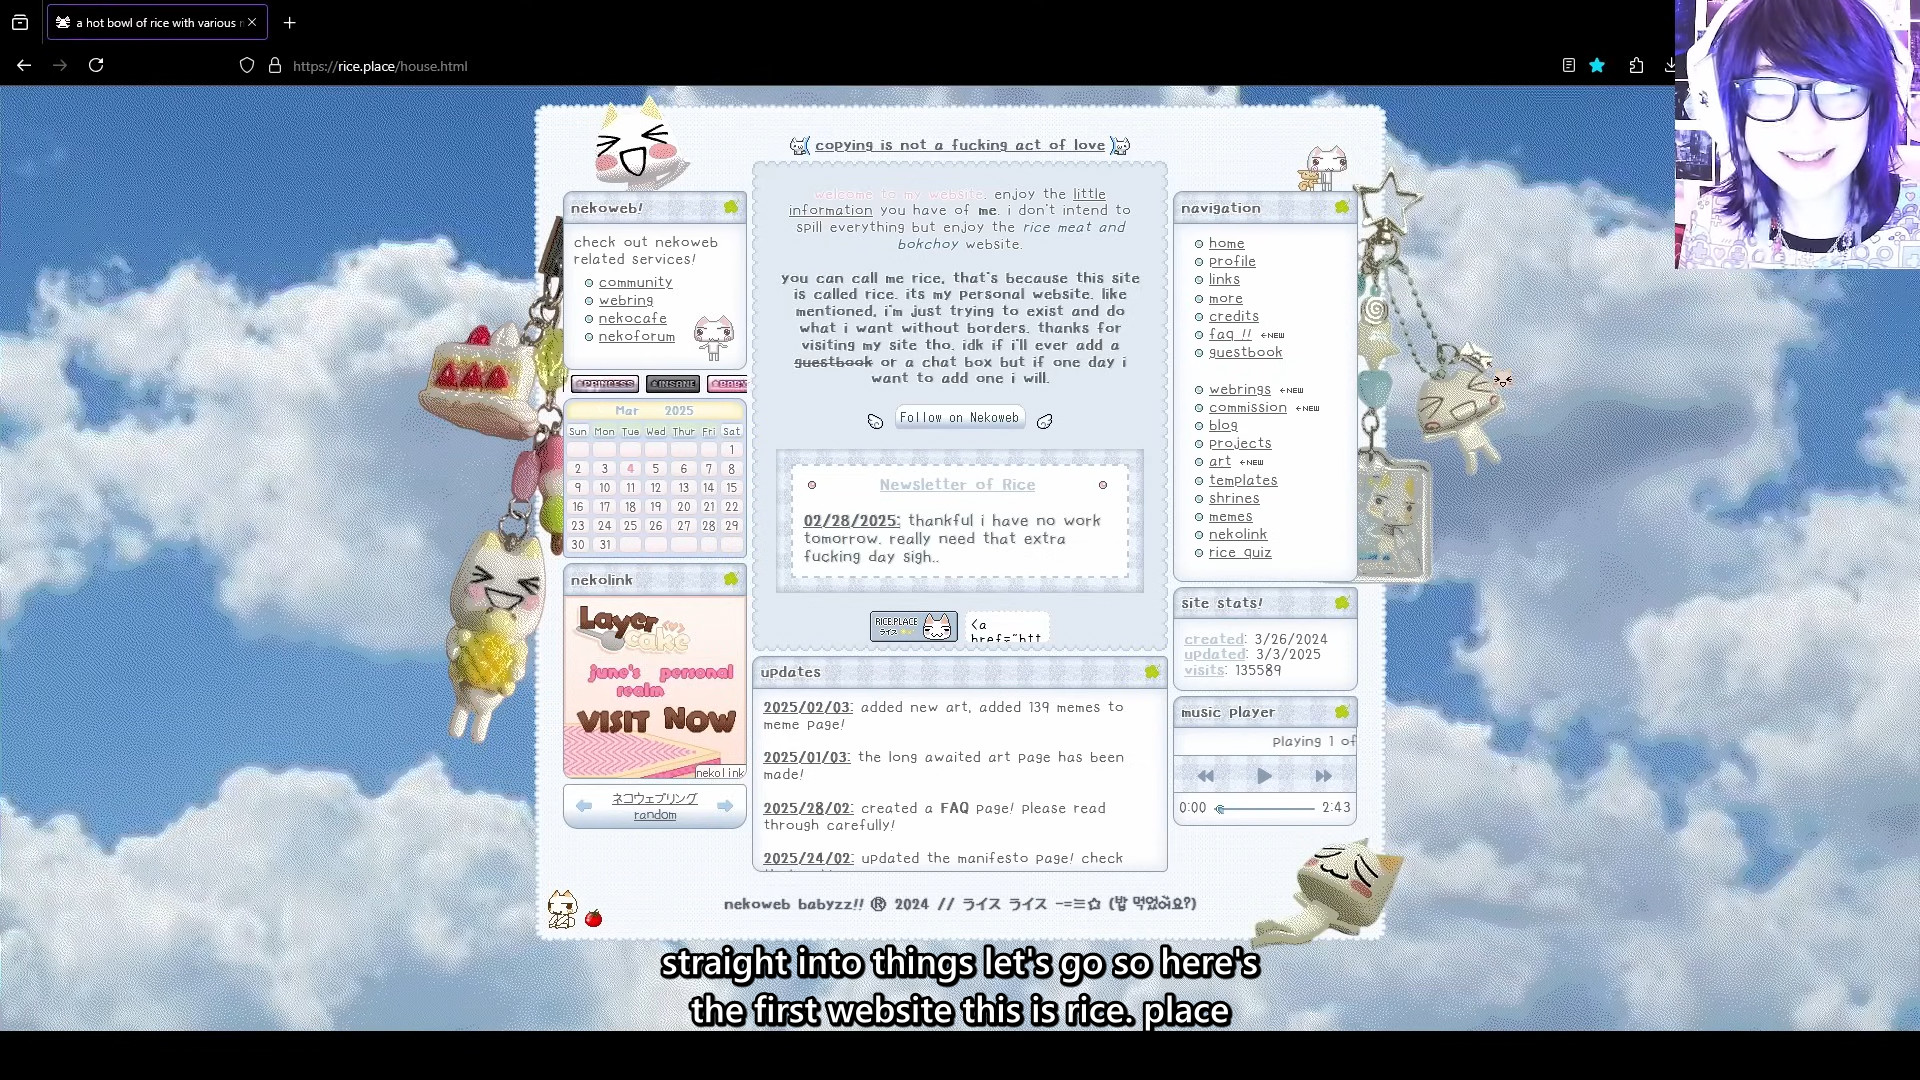 a hot bowl of rice with various
https://rice.place/house.html
copying is not a fucking act of love
nekoweb!
check out nekoweb
related services!
community
webring
nekocafe
nekoforum
PRINCESS
INSANE
BABY
Mar 2025
Sun Mon Tue Wed Thur Fri Sat
1
2 3 4 5 6 7 8
9 10 11 12 13 14 15
16 17 18 19 20 21 22
23 24 25 26 27 28 29
30 31
nekolink
Layer
cake
june's personal
realm
VISIT NOW
nekolink
ネコウェブリング
random
welcome to my website. enjoy the little
information you have of me. i don't intend to
spill everything but enjoy the rice meat and
bokchoy website.
you can call me rice, that's because this site
is called rice. its my personal website. like
mentioned, i'm just trying to exist and do
what i want without borders. thanks for
visiting my site tho. idk if i'll ever add a
guestbook or a chat box but if one day i
want to add one i will.
Follow on Nekoweb
Newsletter of Rice
02/28/2025: thankful i have no work
tomorrow. really need that extra
fucking day sigh..
RICE.PLACE
ライス
<a
href="htt
updates
2025/02/03: added new art, added 139 memes to
meme page!
2025/01/03: the long awaited art page has been
made!
2025/28/02: created a FAQ page! Please read
through carefully!
2025/24/02: updated the manifesto page! check
navigation
home
profile
links
more
credits
faq !! ←NEW
guestbook
webrings ←NEW
commission ←NEW
blog
projects
art ←NEW
templates
shrines
memes
nekolink
rice quiz
site stats!
created: 3/26/2024
updated: 3/3/2025
visits: 135589
music player
Playing 1 of
0:00 2:43
nekoweb babyzz!! ® 2024 // ライス ライス -=≡✩ (밥 먹었어요?)
straight into things let's go so here's
the first website this is rice. place